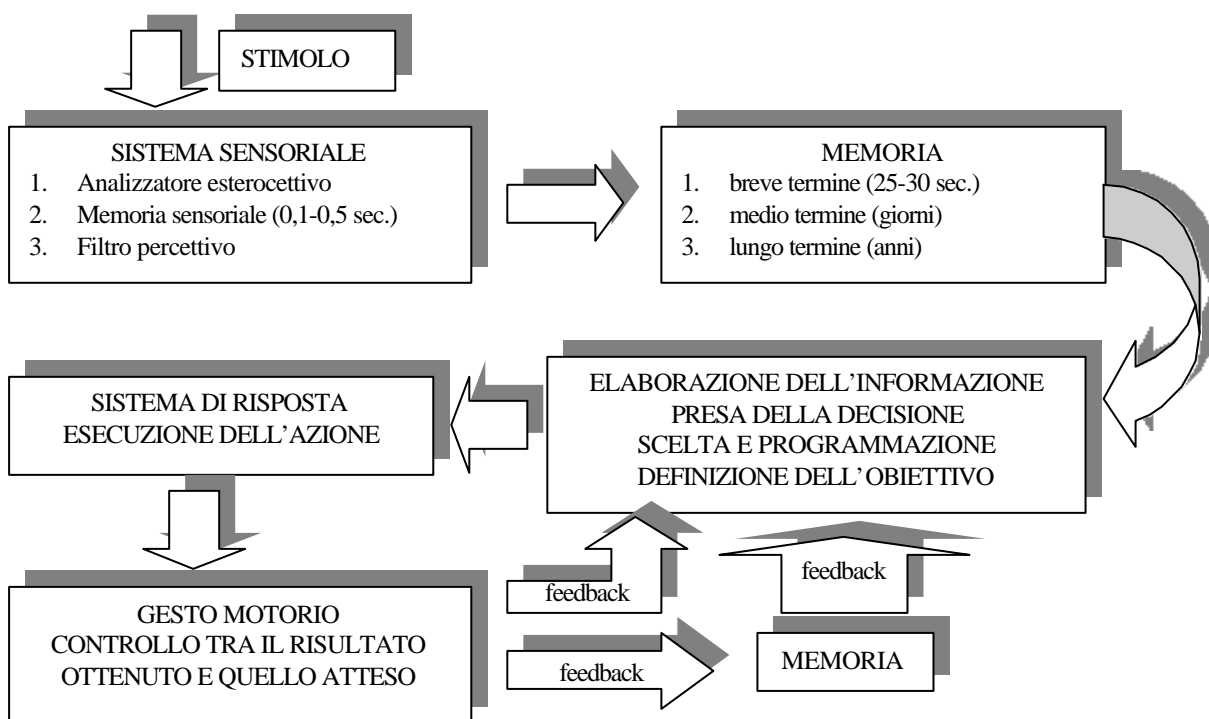 STIMOLO
SISTEMA SENSORIALE
1. Analizzatore esterocettivo
2. Memoria sensoriale (0,1-0,5 sec.)
3. Filtro percettivo
MEMORIA
1. breve termine (25-30 sec.)
2. medio termine (giorni)
3. lungo termine (anni)
ELABORAZIONE DELL’INFORMAZIONE
PRESA DELLA DECISIONE
SCELTA E PROGRAMMAZIONE
DEFINIZIONE DELL’OBIETTIVO
SISTEMA DI RISPOSTA
ESECUZIONE DELL’AZIONE
GESTO MOTORIO
CONTROLLO TRA IL RISULTATO
OTTENUTO E QUELLO ATTESO
feedback
feedback
feedback
MEMORIA